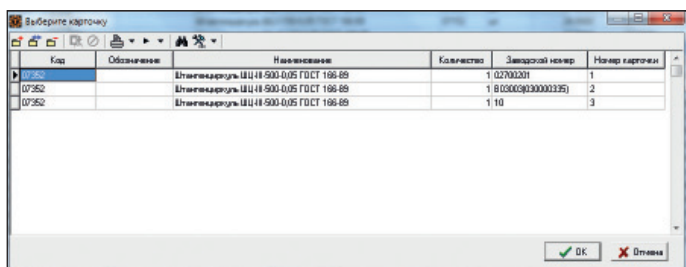 Выберите карточку
Код Обозначение Наименование Количество Заводской номер Номер карточки
07352 Штангенциркуль ШЦ-III-500-0,05 ГОСТ 166-89 1 02700201 1
07352 Штангенциркуль ШЦ-III-500-0,05 ГОСТ 166-89 1 803003(030000335) 2
07352 Штангенциркуль ШЦ-III-500-0,05 ГОСТ 166-89 1 10 3
OK Отмена